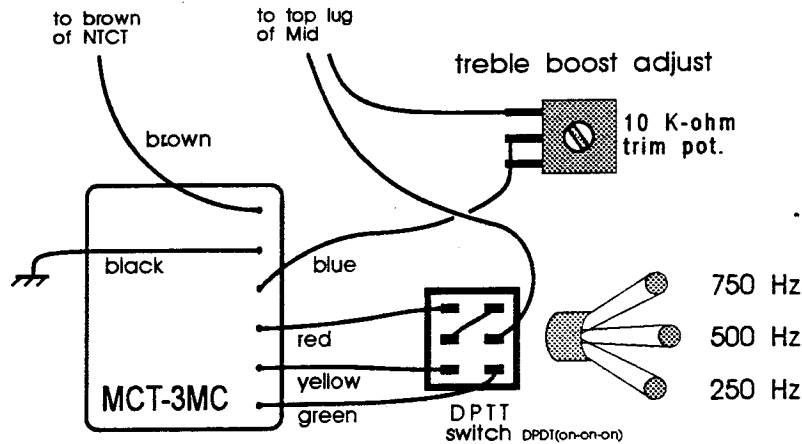 to brown
of NTCT
to top lug
of Mid
treble boost adjust
10 K-ohm
trim pot.
brown
black
blue
red
yellow
green
MCT-3MC
750 Hz
500 Hz
250 Hz
DPTT
switch DPDT(on-on-on)